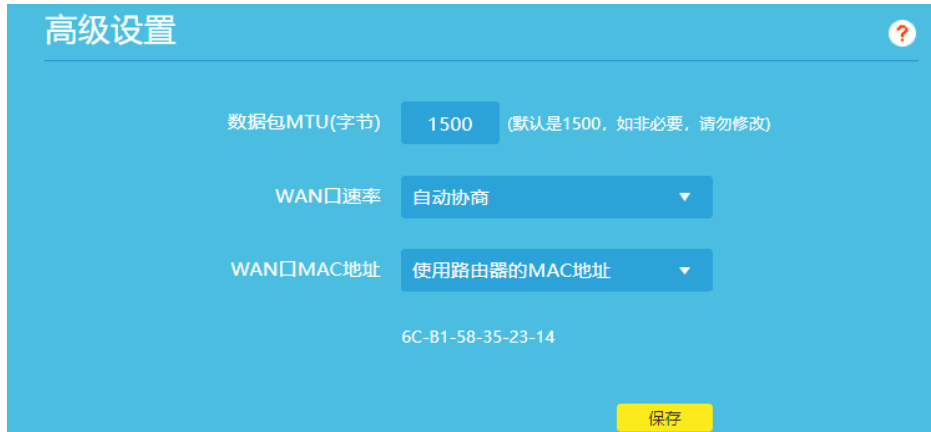 高级设置
?
数据包MTU(字节) 1500 (默认是1500，如非必要，请勿修改)
WAN口速率 自动协商
WAN口MAC地址 使用路由器的MAC地址
6C-B1-58-35-23-14
保存